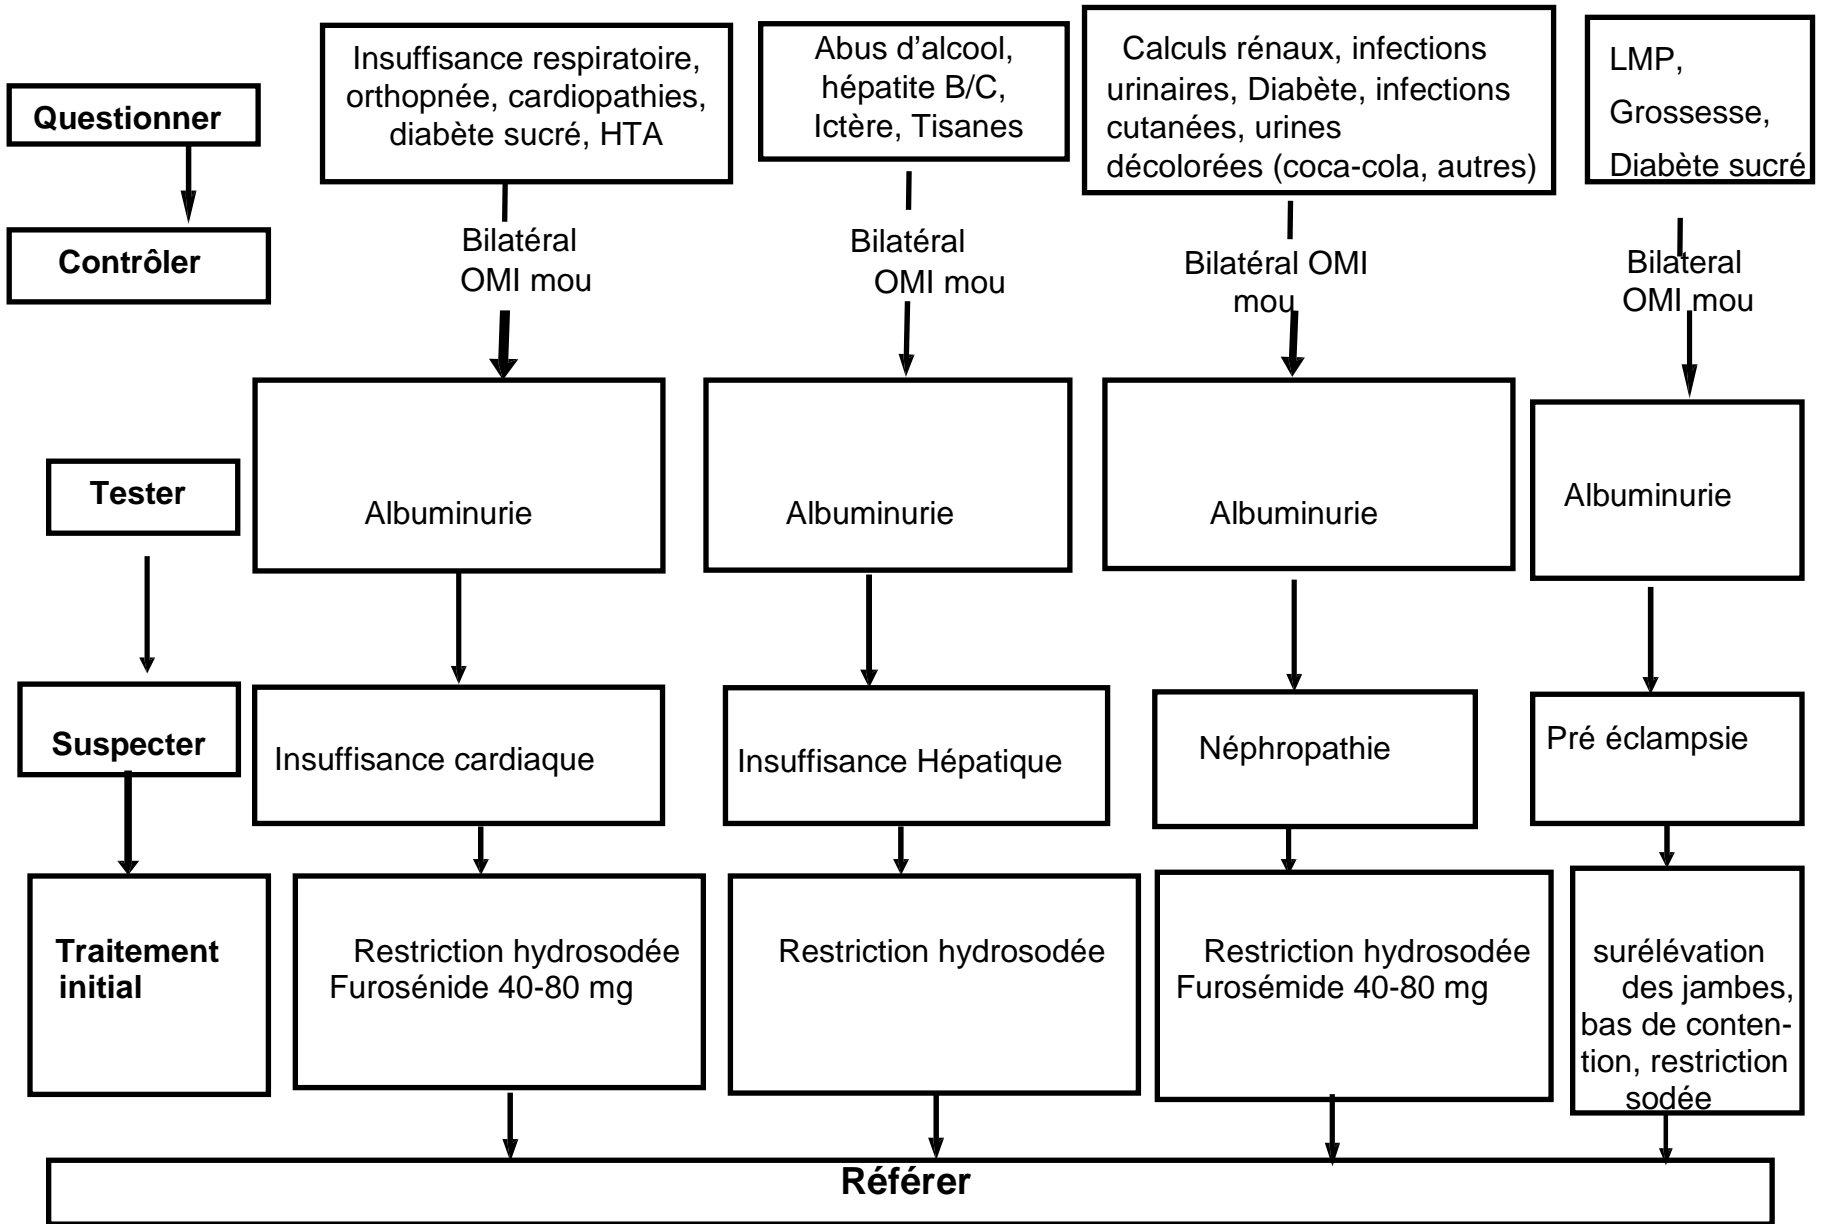 Questionner
Insuffisance respiratoire,
orthopnée, cardiopathies,
diabète sucré, HTA
Abus d’alcool,
hépatite B/C,
Ictère, Tisanes
Calculs rénaux, infections
urinaires, Diabète, infections
cutanées, urines
décolorées (coca-cola, autres)
LMP,
Grossesse,
Diabète sucré
Contrôler
Bilatéral
OMI mou
Bilatéral
OMI mou
Bilatéral OMI
mou
Bilateral
OMI mou
Tester
Albuminurie
Albuminurie
Albuminurie
Albuminurie
Suspecter
Insuffisance cardiaque
Insuffisance Hépatique
Néphropathie
Pré éclampsie
Traitement
initial
Restriction hydrosodée
Furosénide 40-80 mg
Restriction hydrosodée
Restriction hydrosodée
Furosémide 40-80 mg
surélévation
des jambes,
bas de conten-
tion, restriction
sodée
Référer